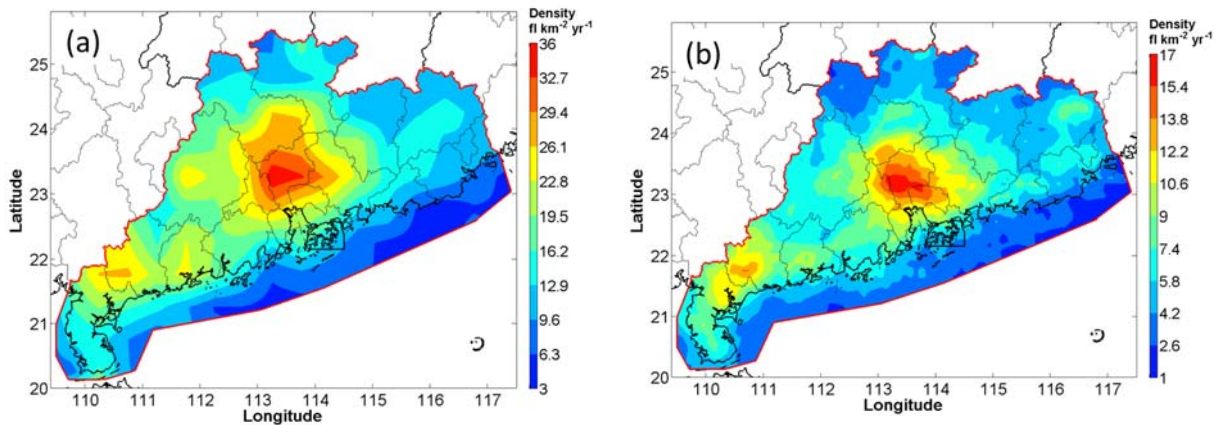 (a)
Density
fl km-2 yr-1
36
32.7
29.4
26.1
22.8
19.5
16.2
12.9
9.6
6.3
3
Latitude
25
24
23
22
21
20
110 111 112 113 114 115 116 117
Longitude
(b)
Density
fl km-2 yr-1
17
15.4
13.8
12.2
10.6
9
7.4
5.8
4.2
2.6
1
Latitude
25
24
23
22
21
20
110 111 112 113 114 115 116 117
Longitude